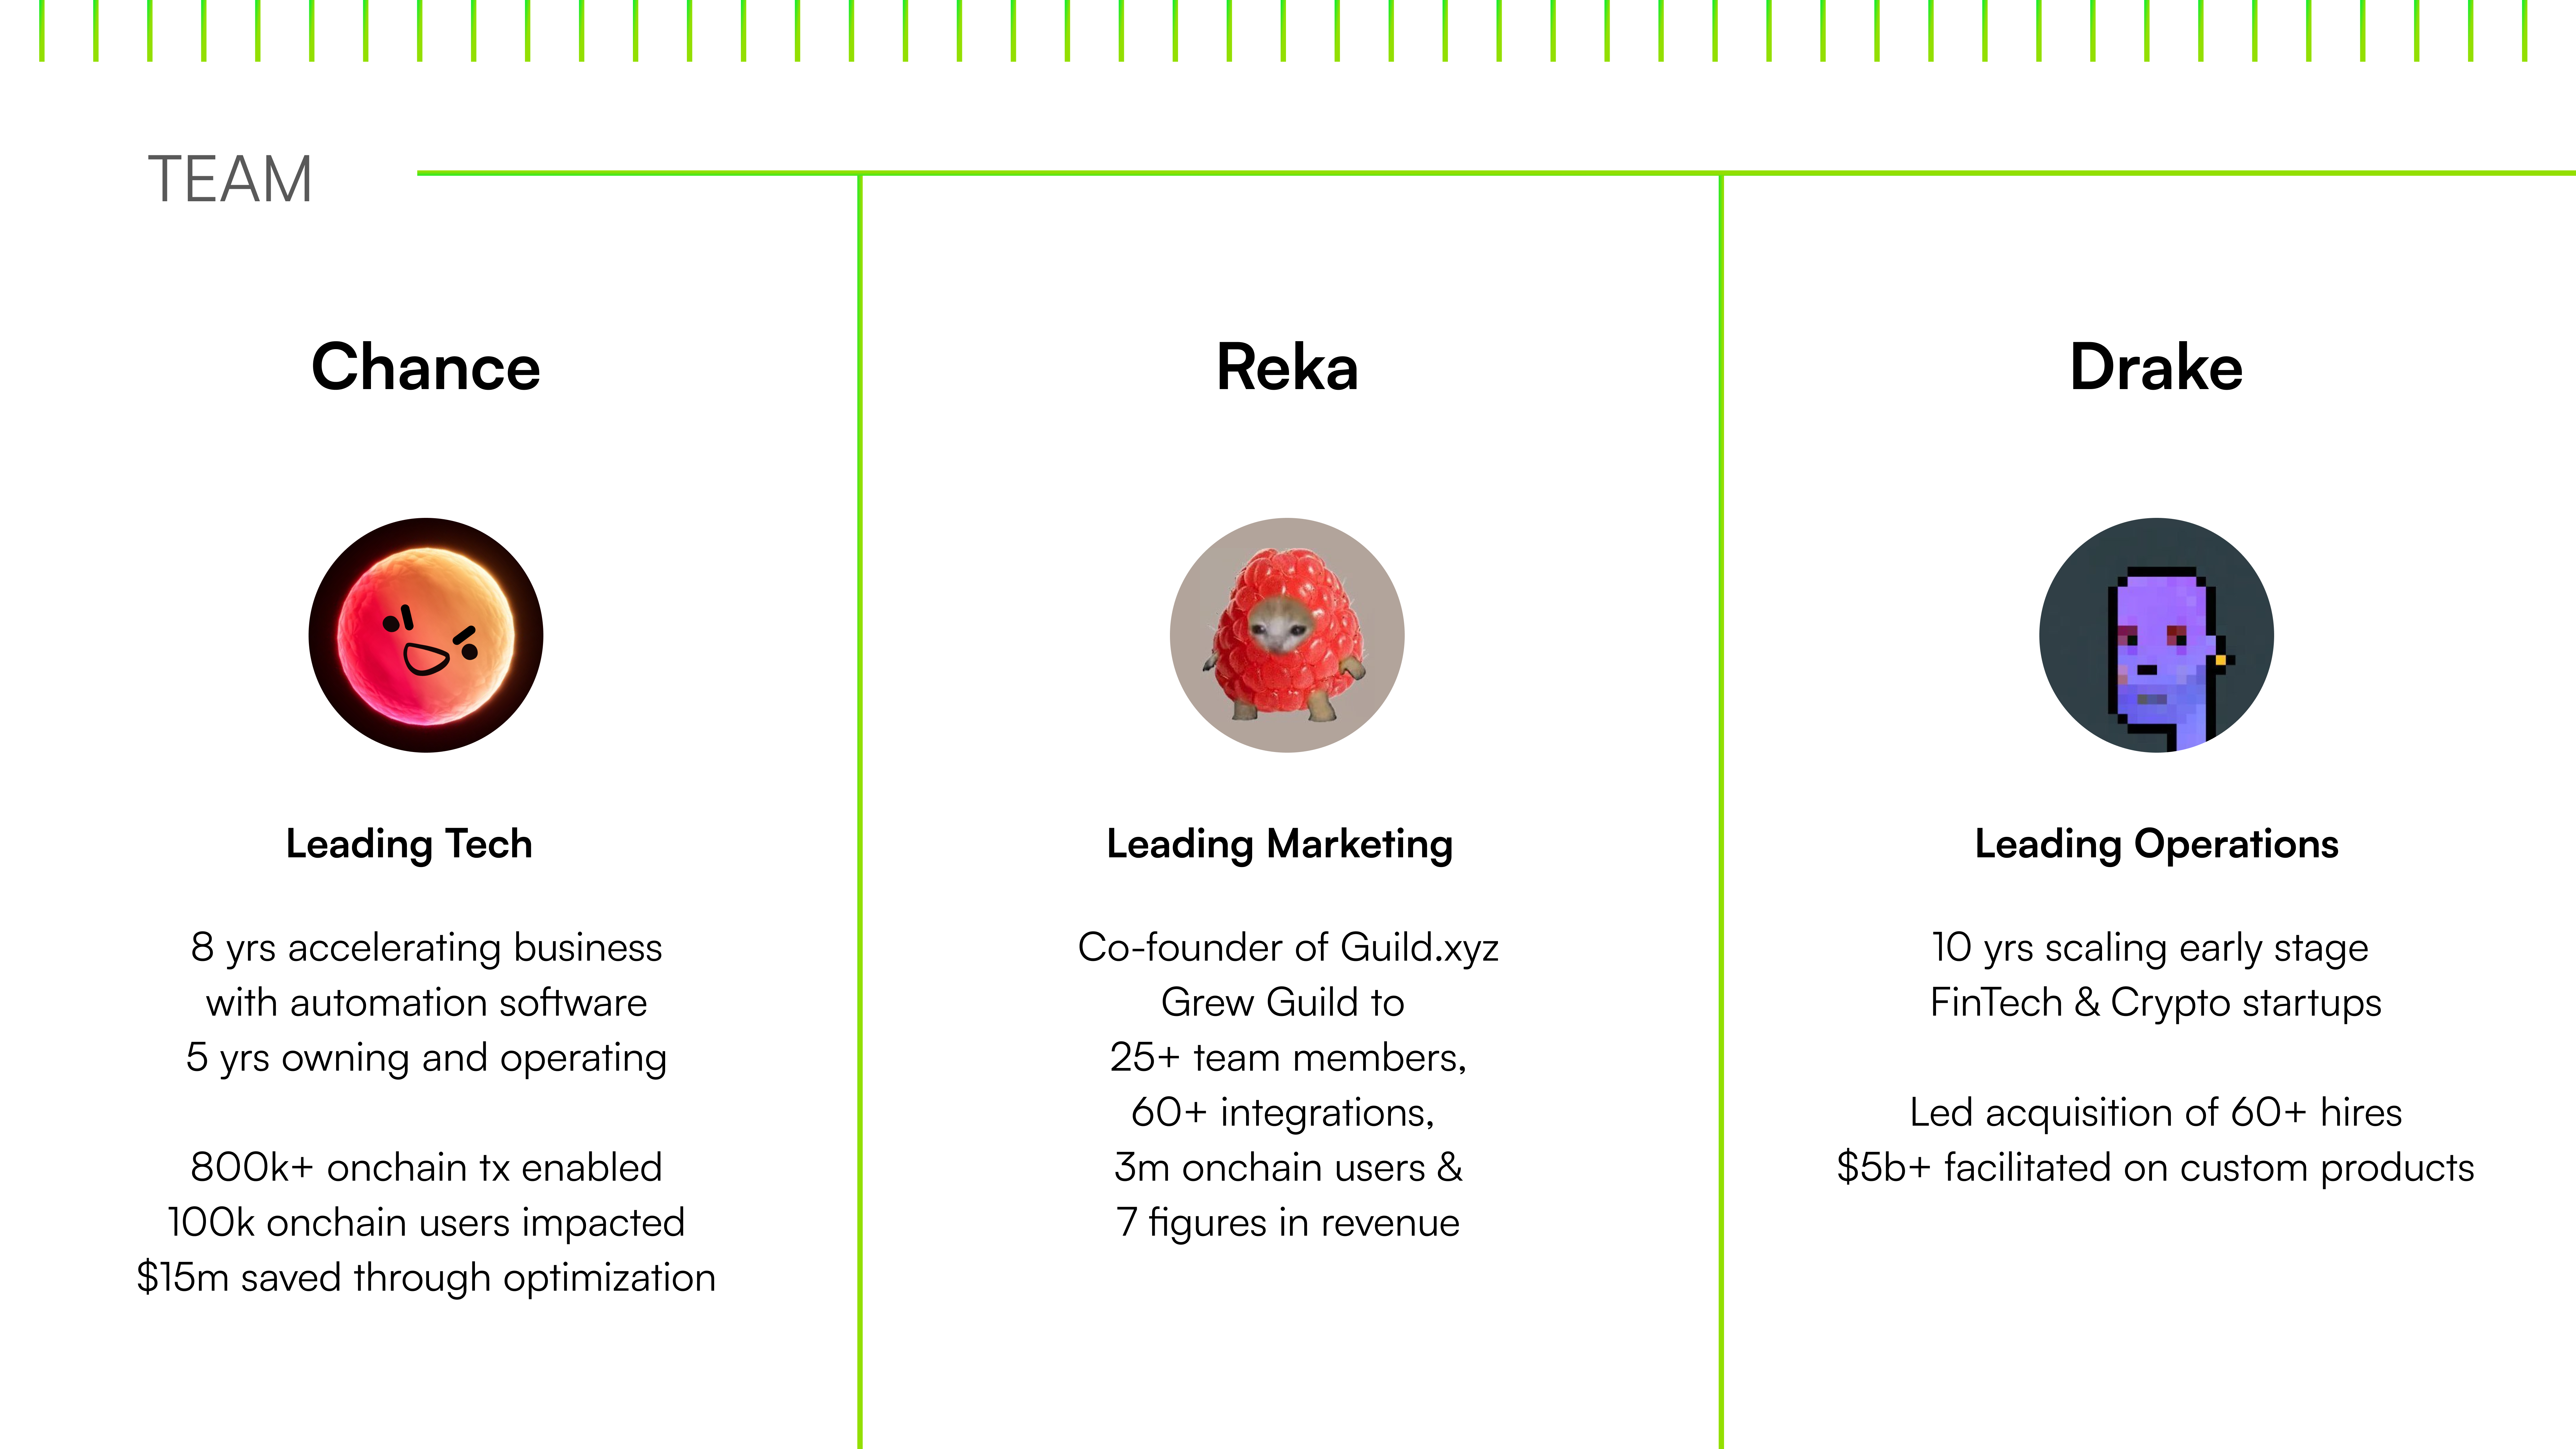 TEAM
Chance
Leading Tech
8 yrs accelerating business
with automation software
5 yrs owning and operating
800k+ onchain tx enabled
100k onchain users impacted
$15m saved through optimization
Reka
Leading Marketing
Co-founder of Guild.xyz
Grew Guild to
25+ team members,
60+ integrations,
3m onchain users &
7 figures in revenue
Drake
Leading Operations
10 yrs scaling early stage
FinTech & Crypto startups
Led acquisition of 60+ hires
$5b+ facilitated on custom products